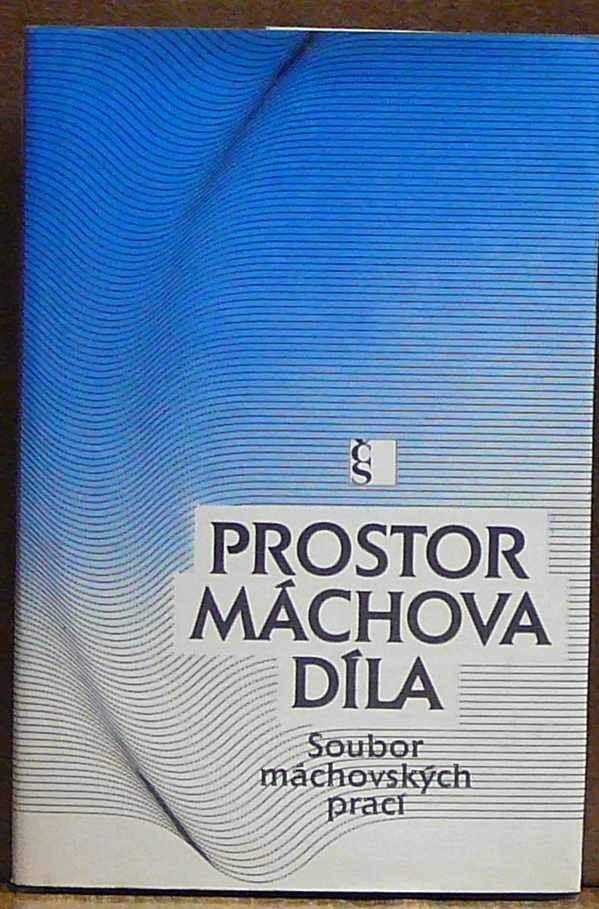 ČS
PROSTOR
MÁCHOVA
DÍLA
Soubor
máchovských
prací